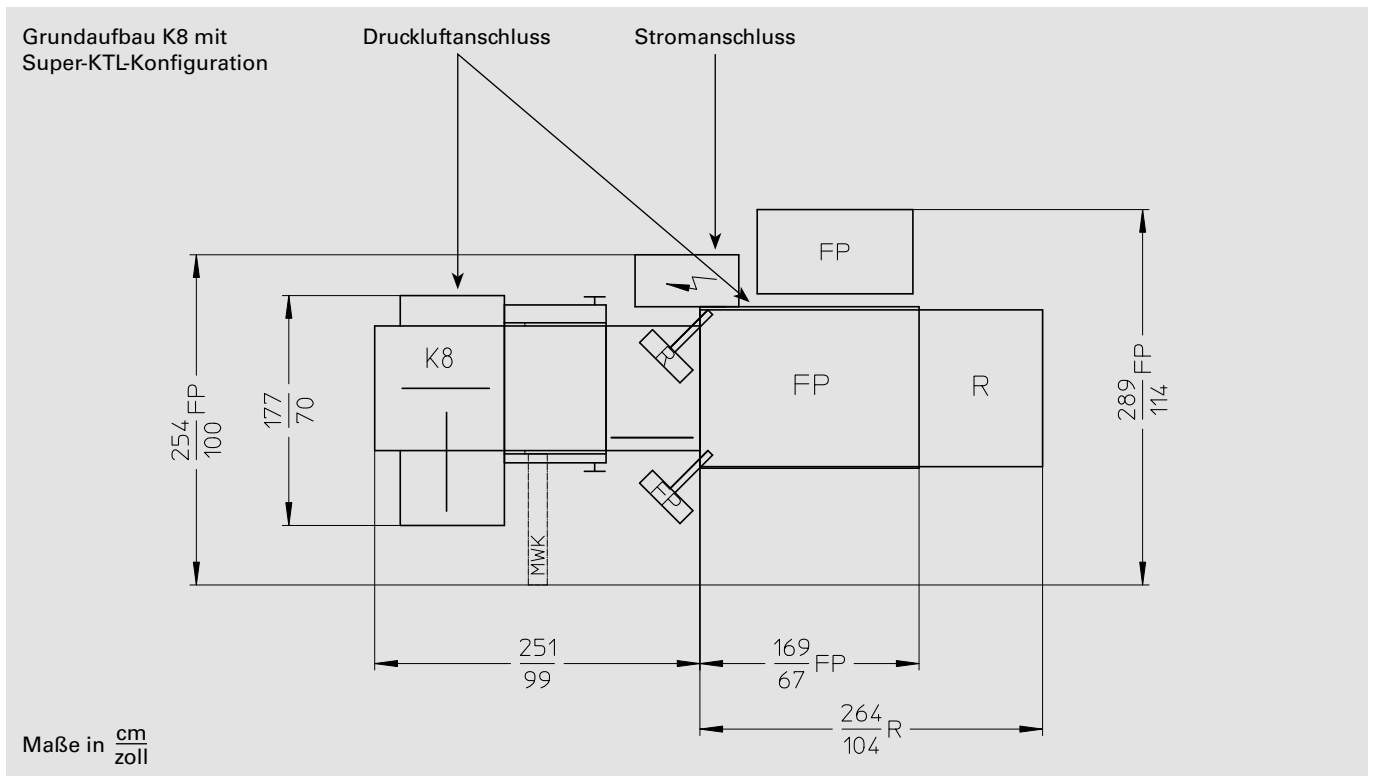 Grundaufbau K8 mit
Super-KTL-Konfiguration
Druckluftanschluss
Stromanschluss
FP
K8
R
FP
FP
R
MWK
254
100
FP
177
70
289
114
FP
251
99
169
67
FP
264
104
R
Maße in cm
zoll